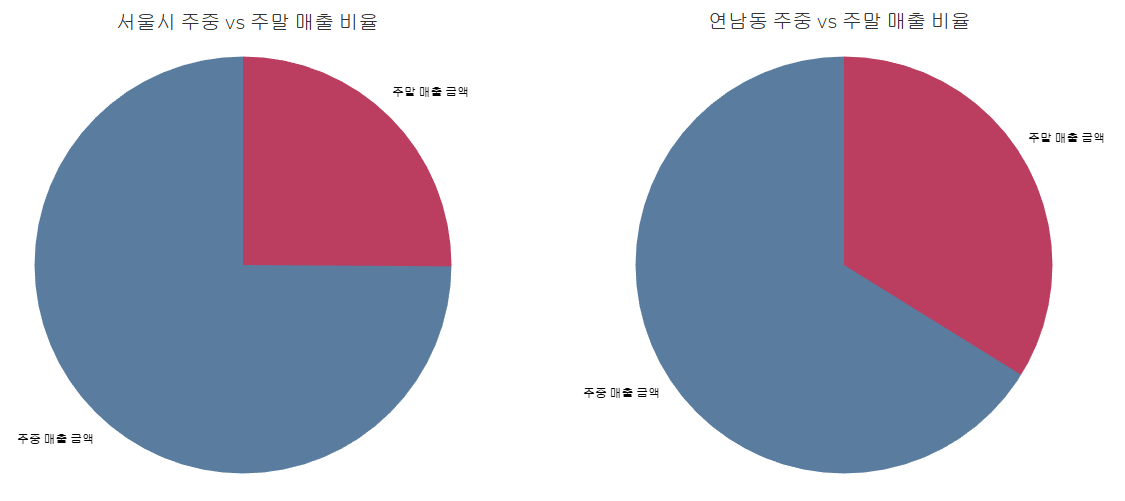 서울시 주중 vs 주말 매출 비율
주말 매출 금액
주중 매출 금액
연남동 주중 vs 주말 매출 비율
주말 매출 금액
주중 매출 금액